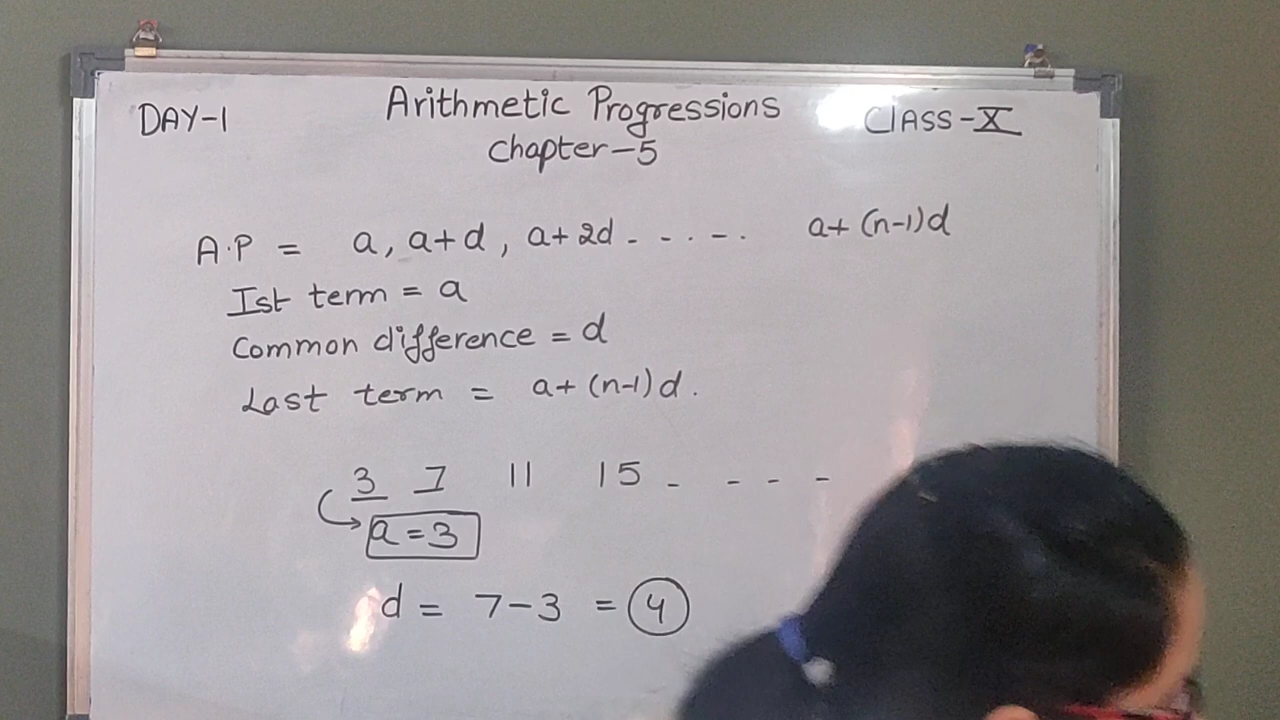 DAY-1
Arithmetic Progressions
CLASS-X
Chapter-5
A.P = a, a+d, a+2d - - . - . a+(n-1)d
Ist term = a
Common difference = d
Last term = a+(n-1)d.
3 7 11 15 - - - -
a=3
d = 7-3 = 4